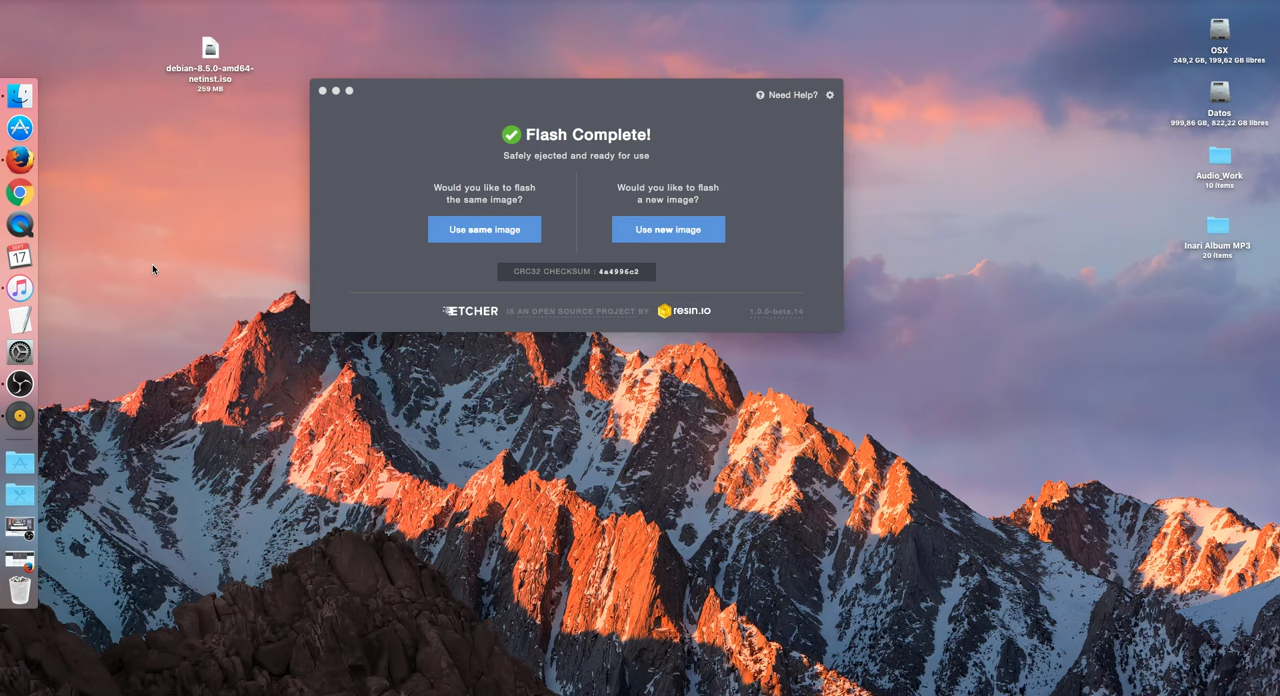 debian-8.5.0-amd64-
netinst.iso
259 MB
Need Help?
Flash Complete!
Safely ejected and ready for use
Would you like to flash
the same image?
Use same image
Would you like to flash
a new image?
Use new image
CRC32 CHECKSUM : 4a4996c2
ETCHER IS AN OPEN SOURCE PROJECT BY resin.io 1.0.0-beta.14
OSX
249,2 GB, 199,62 GB libres
Datos
999,86 GB, 822,22 GB libres
Audio_Work
10 ítems
Inari Album MP3
20 ítems
SEPT
17